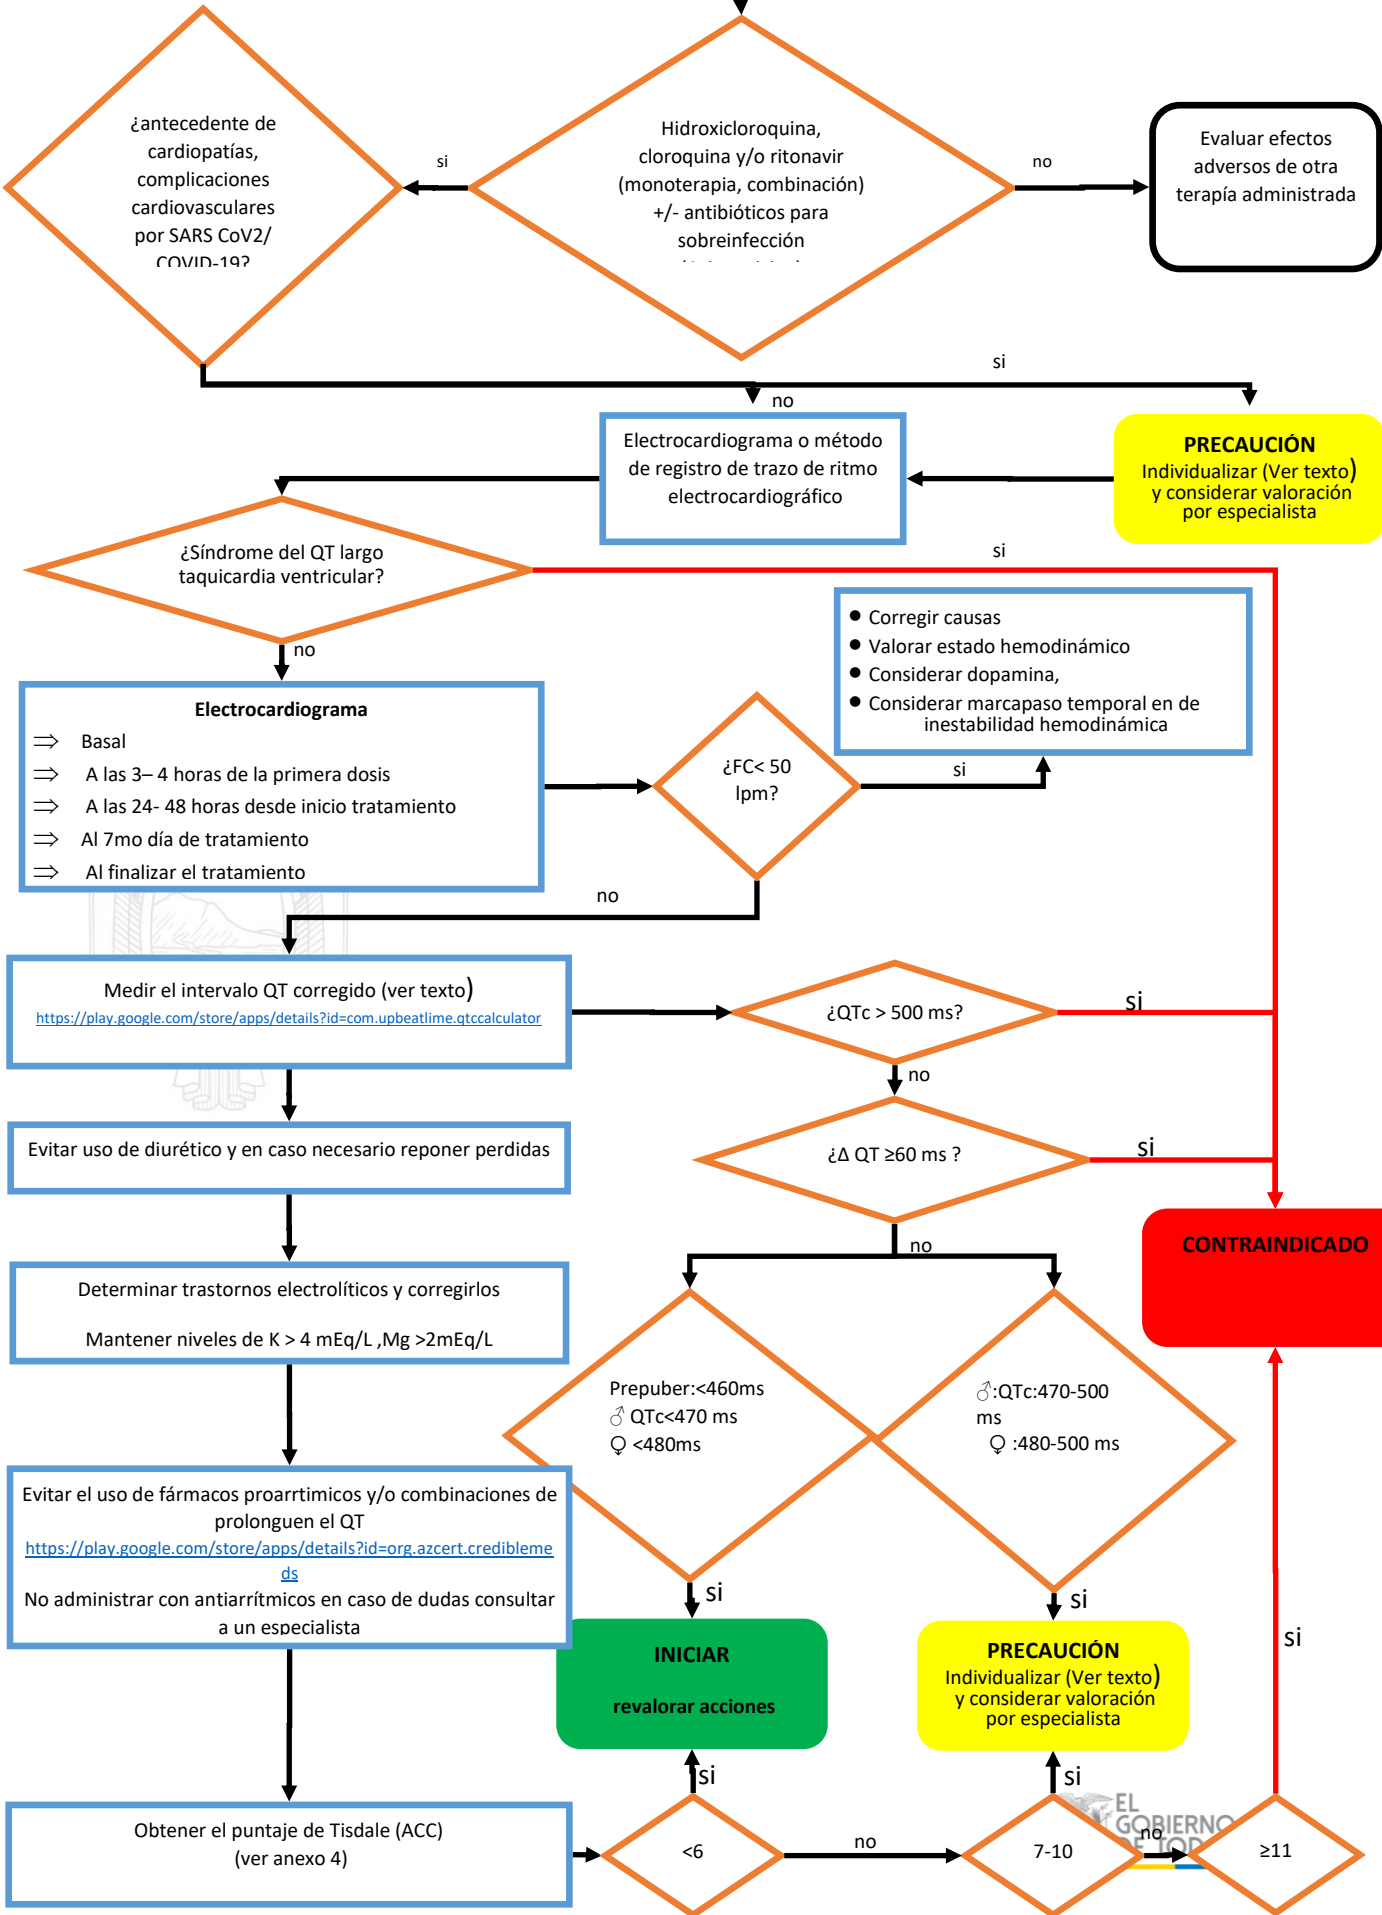 ¿antecedente de
cardiopatías,
complicaciones
cardiovasculares
por SARS CoV2/
COVID-19?
si
Hidroxicloroquina,
cloroquina y/o ritonavir
(monoterapia, combinación)
+/- antibióticos para
sobreinfección
no
Evaluar efectos
adversos de otra
terapía administrada
si
no
Electrocardiograma o método
de registro de trazo de ritmo
electrocardiográfico
PRECAUCIÓN
Individualizar (Ver texto)
y considerar valoración
por especialista
¿Síndrome del QT largo
taquicardia ventricular?
si
no
● Corregir causas
● Valorar estado hemodinámico
● Considerar dopamina,
● Considerar marcapaso temporal en de
inestabilidad hemodinámica
Electrocardiograma
⇒ Basal
⇒ A las 3– 4 horas de la primera dosis
⇒ A las 24- 48 horas desde inicio tratamiento
⇒ Al 7mo día de tratamiento
⇒ Al finalizar el tratamiento
¿FC< 50
lpm?
si
no
Medir el intervalo QT corregido (ver texto)
https://play.google.com/store/apps/details?id=com.upbeatlime.qtccalculator
¿QTc > 500 ms?
si
no
Evitar uso de diurético y en caso necesario reponer perdidas
¿Δ QT ≥60 ms ?
si
no
CONTRAINDICADO
Determinar trastornos electrolíticos y corregirlos
Mantener niveles de K > 4 mEq/L ,Mg >2mEq/L
Prepuber:<460ms
♂ QTc<470 ms
♀ <480ms
♂:QTc:470-500
ms
♀ :480-500 ms
Evitar el uso de fármacos proarrtimicos y/o combinaciones de
prolonguen el QT
https://play.google.com/store/apps/details?id=org.azcert.credibleme
ds
No administrar con antiarrítmicos en caso de dudas consultar
a un especialista
si
si
INICIAR
revalorar acciones
PRECAUCIÓN
Individualizar (Ver texto)
y considerar valoración
por especialista
si
si
si
Obtener el puntaje de Tisdale (ACC)
(ver anexo 4)
<6
no
7-10
no
≥11
EL
GOBIERNO